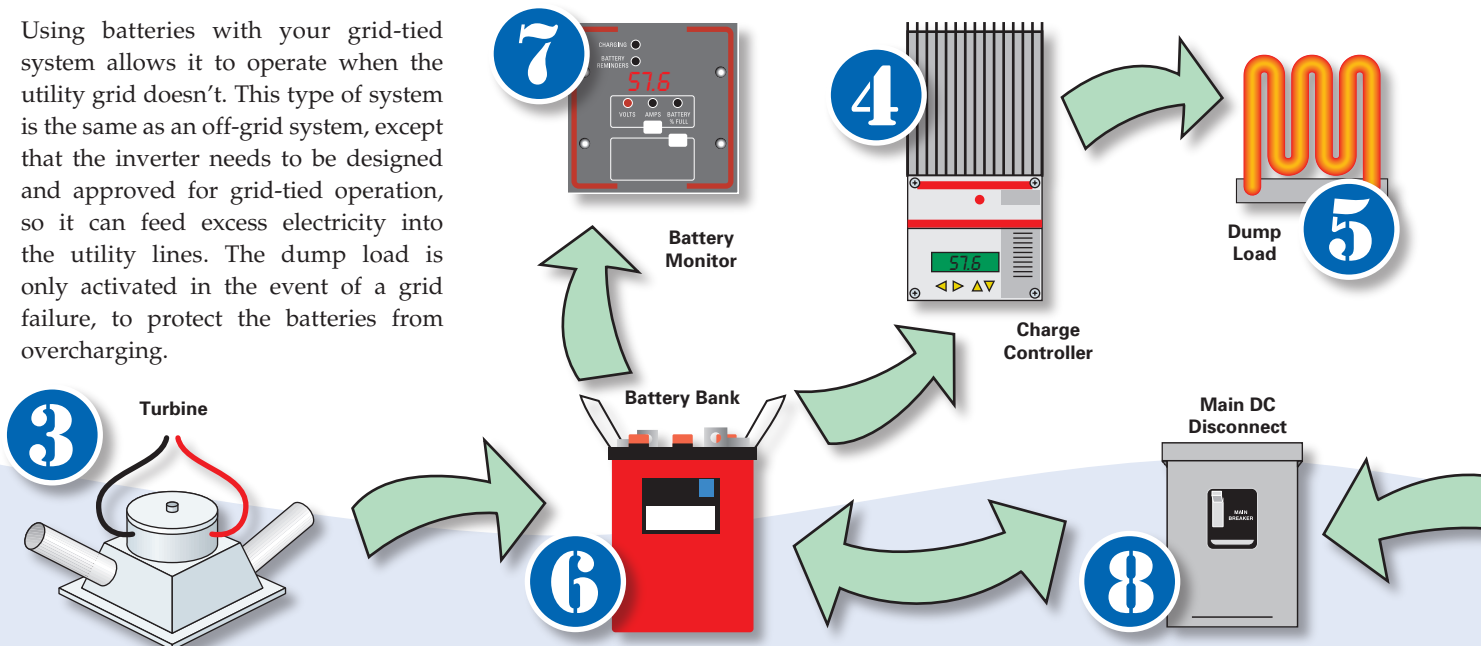 Using batteries with your grid-tied
system allows it to operate when the
utility grid doesn't. This type of system
is the same as an off-grid system, except
that the inverter needs to be designed
and approved for grid-tied operation,
so it can feed excess electricity into
the utility lines. The dump load is
only activated in the event of a grid
failure, to protect the batteries from
overcharging.
7
CHARGING
BATTERY
REMINDERS
57.6
VOLTS AMPS BATTERY
% FULL
Battery
Monitor
4
57.6
Charge
Controller
5
Dump
Load
3
Turbine
Battery Bank
6
Main DC
Disconnect
MAIN
BREAKER
8